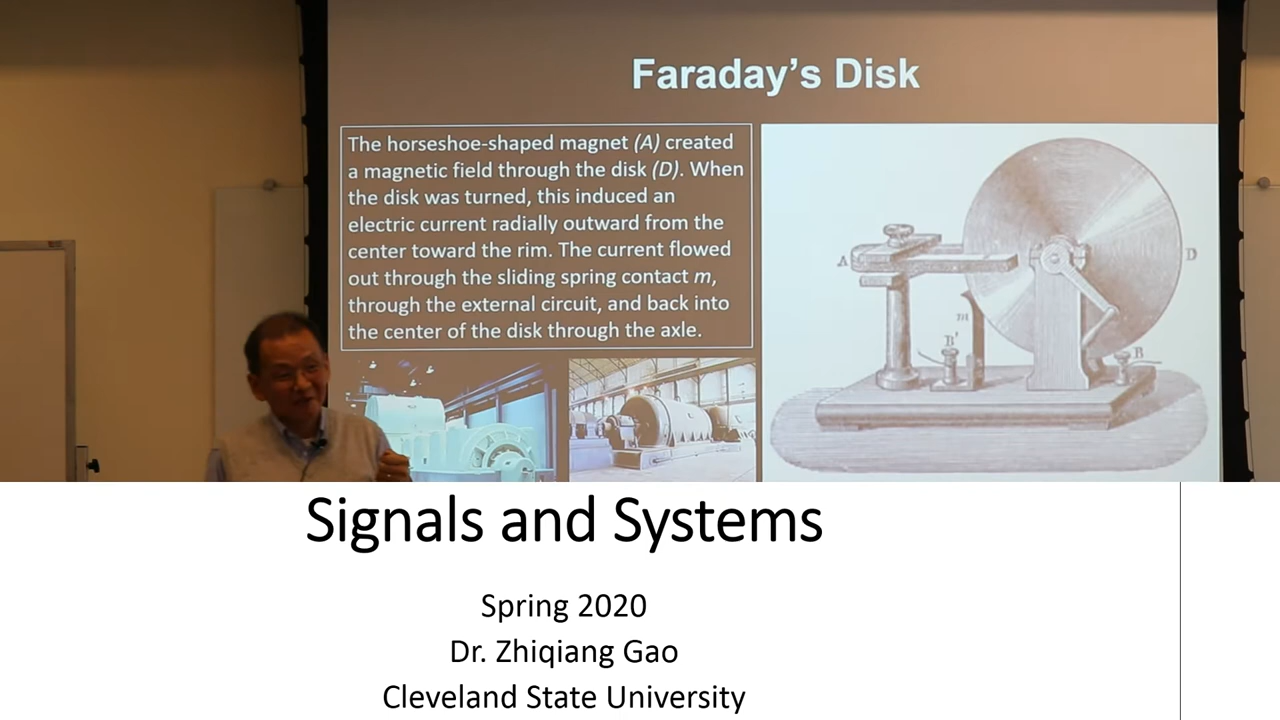 Faraday's Disk
The horseshoe-shaped magnet (A) created
a magnetic field through the disk (D). When
the disk was turned, this induced an
electric current radially outward from the
center toward the rim. The current flowed
out through the sliding spring contact m,
through the external circuit, and back into
the center of the disk through the axle.
A
D
m
B'
B
Signals and Systems
Spring 2020
Dr. Zhiqiang Gao
Cleveland State University